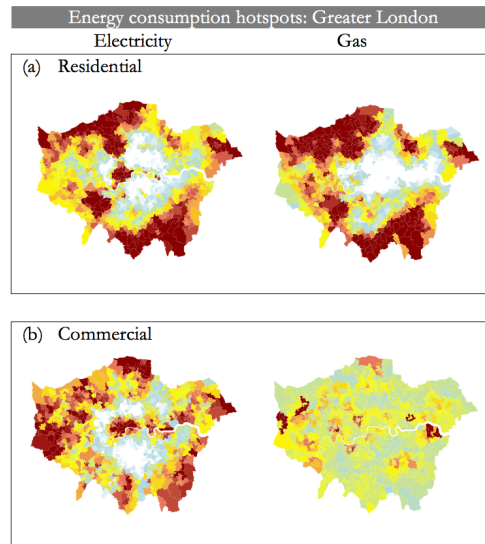 Energy consumption hotspots: Greater London
Electricity Gas
(a) Residential
(b) Commercial